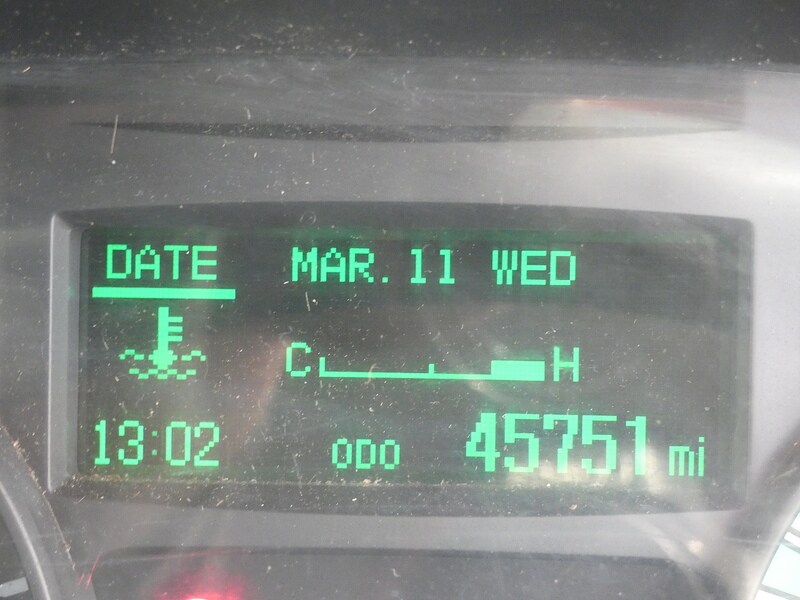 DATE MAR. 11 WED
C H
13:02 ODO 45751 mi